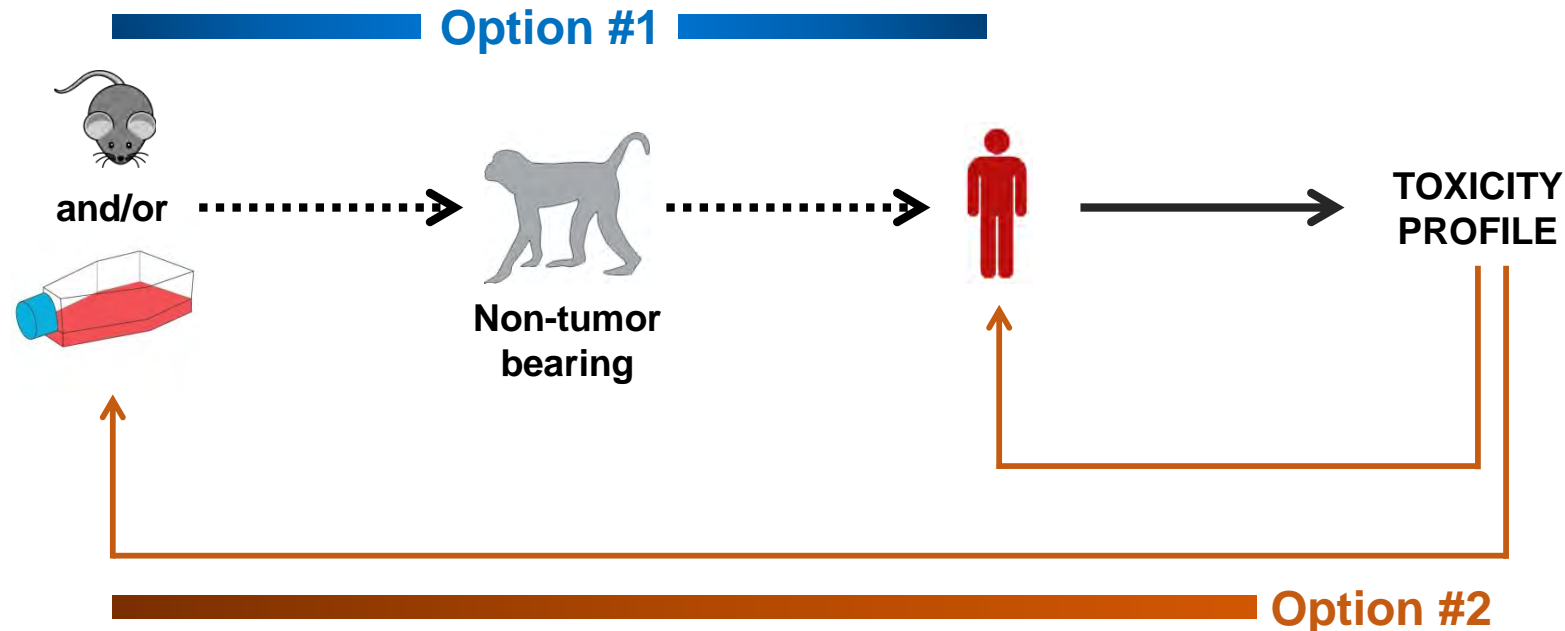 Option #1
and/or
Non-tumor
bearing
TOXICITY
PROFILE
Option #2